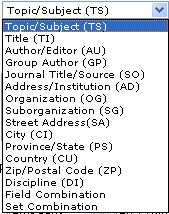 Topic/Subject (TS)
Topic/Subject (TS)
Title (TI)
Author/Editor (AU)
Group Author (GP)
Journal Title/Source (SO)
Address/Institution (AD)
Organization (OG)
Suborganization (SG)
Street Address(SA)
City (CI)
Province/State (PS)
Country (CU)
Zip/Postal Code (ZP)
Discipline (DI)
Field Combination
Set Combination